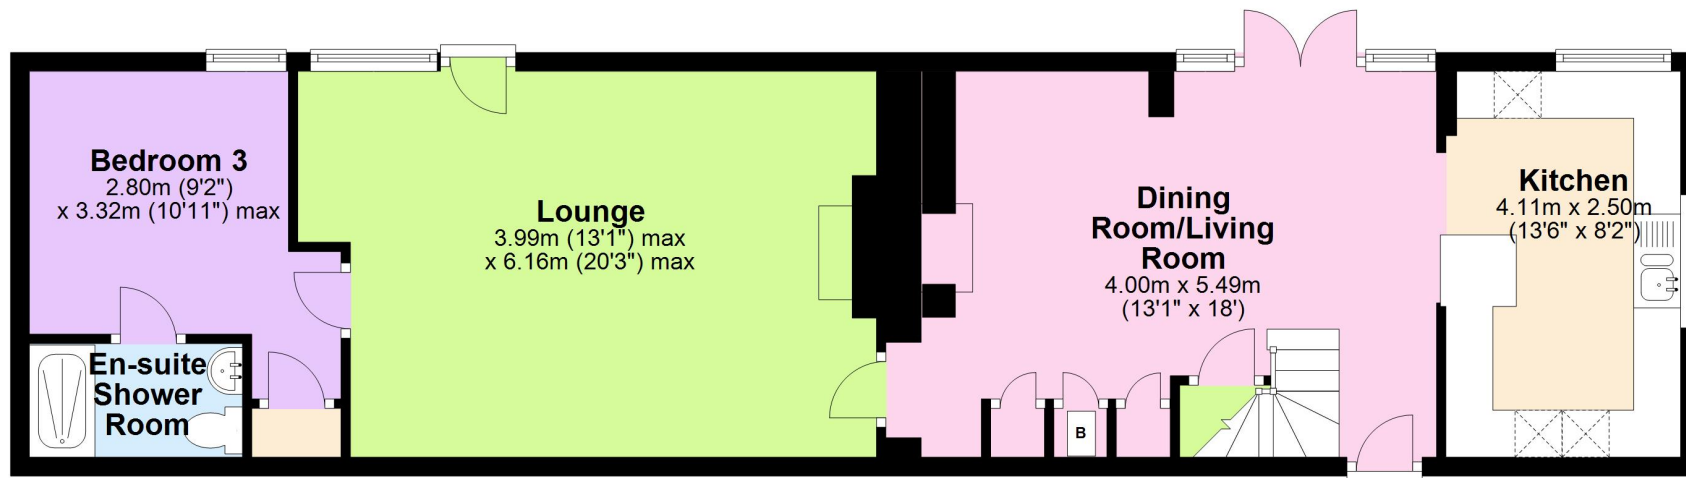 Bedroom 3
2.80m (9'2")
x 3.32m (10'11") max
En-suite
Shower
Room
Lounge
3.99m (13'1") max
x 6.16m (20'3") max
Dining
Room/Living
Room
4.00m x 5.49m
(13'1" x 18')
B
Kitchen
4.11m x 2.50m
(13'6" x 8'2")